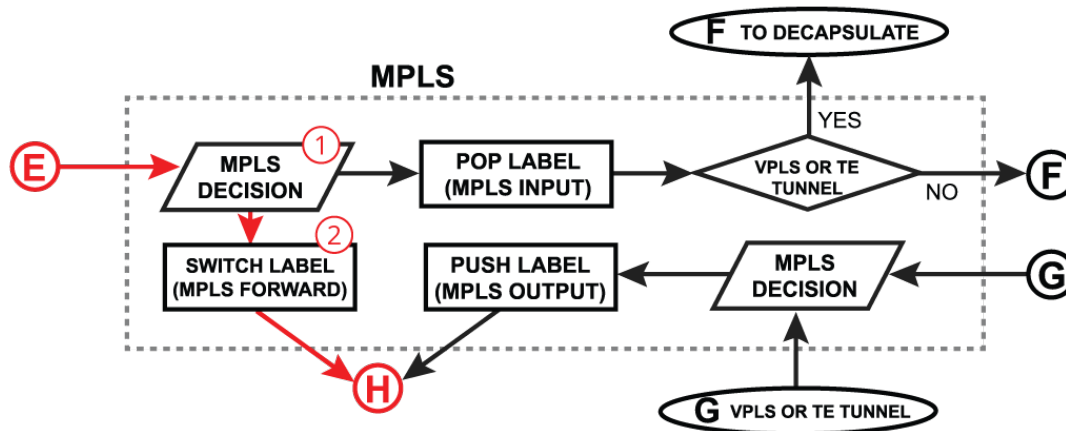 F TO DECAPSULATE
MPLS
YES
E
1
MPLS
DECISION
POP LABEL
(MPLS INPUT)
VPLS OR TE
TUNNEL
NO
F
2
SWITCH LABEL
(MPLS FORWARD)
PUSH LABEL
(MPLS OUTPUT)
MPLS
DECISION
G
H
G VPLS OR TE TUNNEL